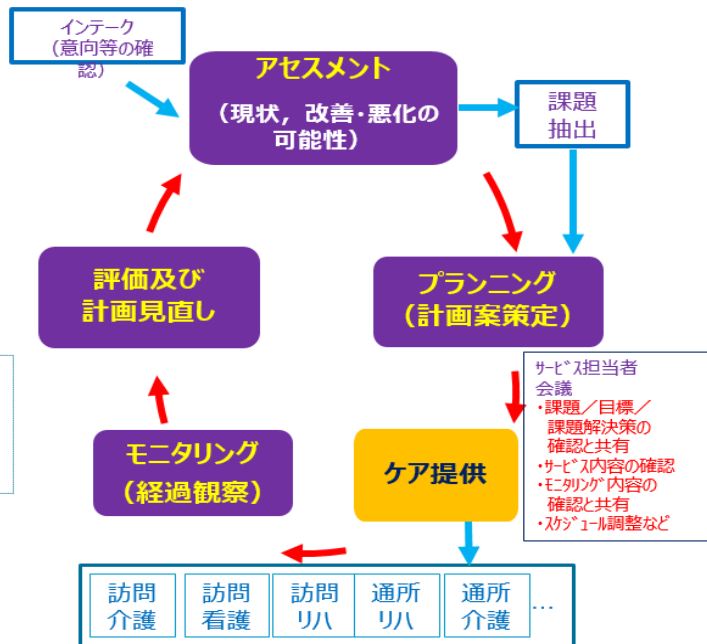 インテーク
（意向等の確
認）
アセスメント
（現状，改善・悪化の
可能性）
課題
抽出
評価及び
計画見直し
プランニング
（計画案策定）
サービス担当者
会議
・課題／目標／
課題解決策の
確認と共有
・サービス内容の確認
・モニタリング内容の
確認と共有
・スケジュール調整など
モニタリング
（経過観察）
ケア提供
訪問
介護
訪問
看護
訪問
リハ
通所
リハ
通所
介護
…